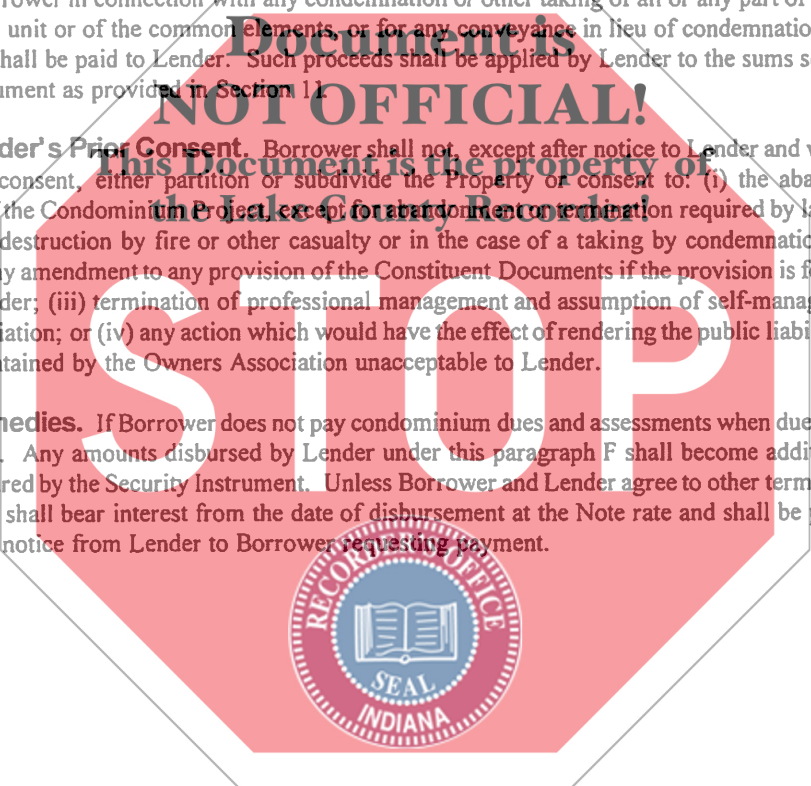 rower in connection with any condemnation or other taking of all or any part of
unit or of the common elements, or for any conveyance in lieu of condemnatio
hall be paid to Lender. Such proceeds shall be applied by Lender to the sums s
ument as provided in Section 11.
Document is
NOT OFFICIAL!
This Document is the property of
the Lake County Recorder!
der's Prior Consent. Borrower shall not, except after notice to Lender and
consent, either partition or subdivide the Property or consent to: (i) the aba
the Condominium Project, except for abandonment or termination required by la
destruction by fire or other casualty or in the case of a taking by condemnatio
y amendment to any provision of the Constituent Documents if the provision is f
der; (iii) termination of professional management and assumption of self-manag
iation; or (iv) any action which would have the effect of rendering the public liabi
tained by the Owners Association unacceptable to Lender.
STOP
nedies. If Borrower does not pay condominium dues and assessments when due
. Any amounts disbursed by Lender under this paragraph F shall become addi
red by the Security Instrument. Unless Borrower and Lender agree to other term
shall bear interest from the date of disbursement at the Note rate and shall be
notice from Lender to Borrower requesting payment.
RECORDER'S OFFICE
SEAL
INDIANA